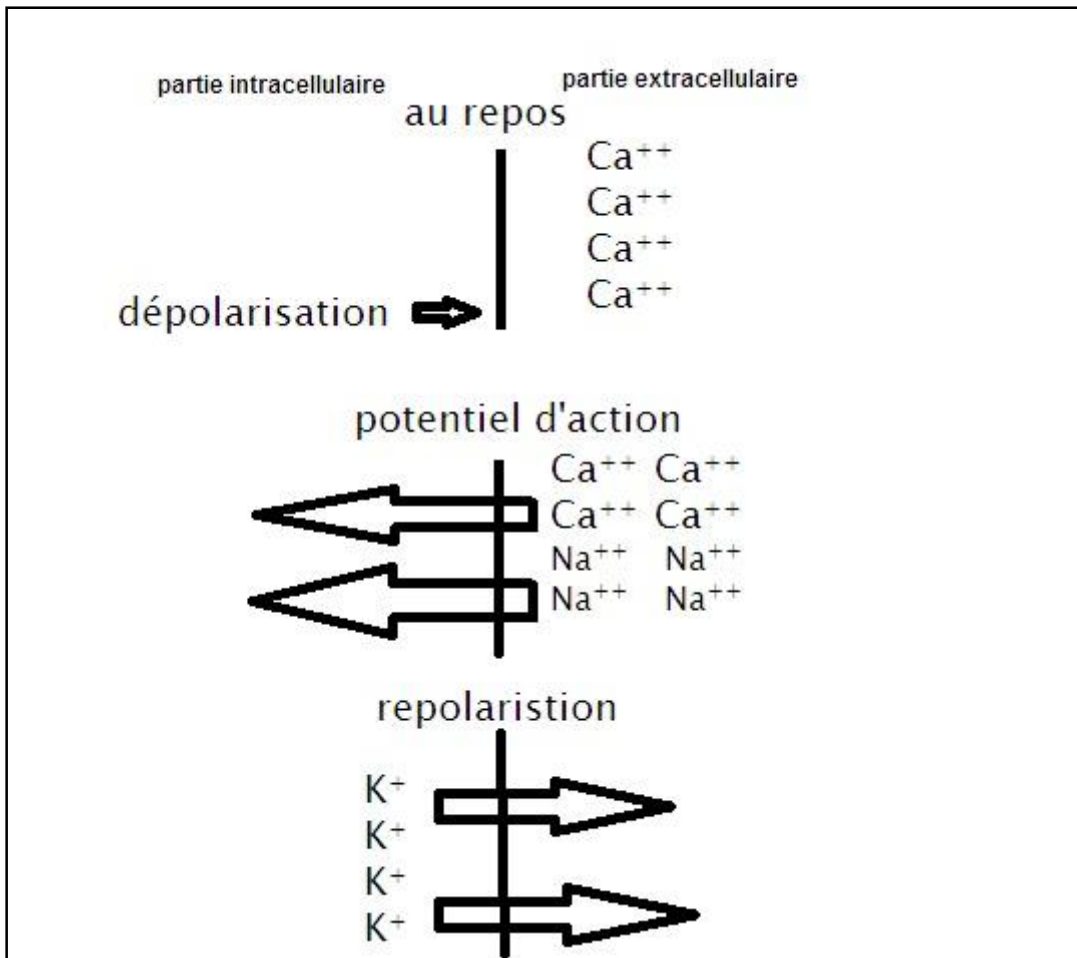 partie intracellulaire partie extracellulaire
au repos
Ca⁺⁺
Ca⁺⁺
Ca⁺⁺
Ca⁺⁺
dépolarisation
potentiel d'action
Ca⁺⁺ Ca⁺⁺
Ca⁺⁺ Ca⁺⁺
Na⁺⁺ Na⁺⁺
Na⁺⁺ Na⁺⁺
repolaristion
K⁺
K⁺
K⁺
K⁺